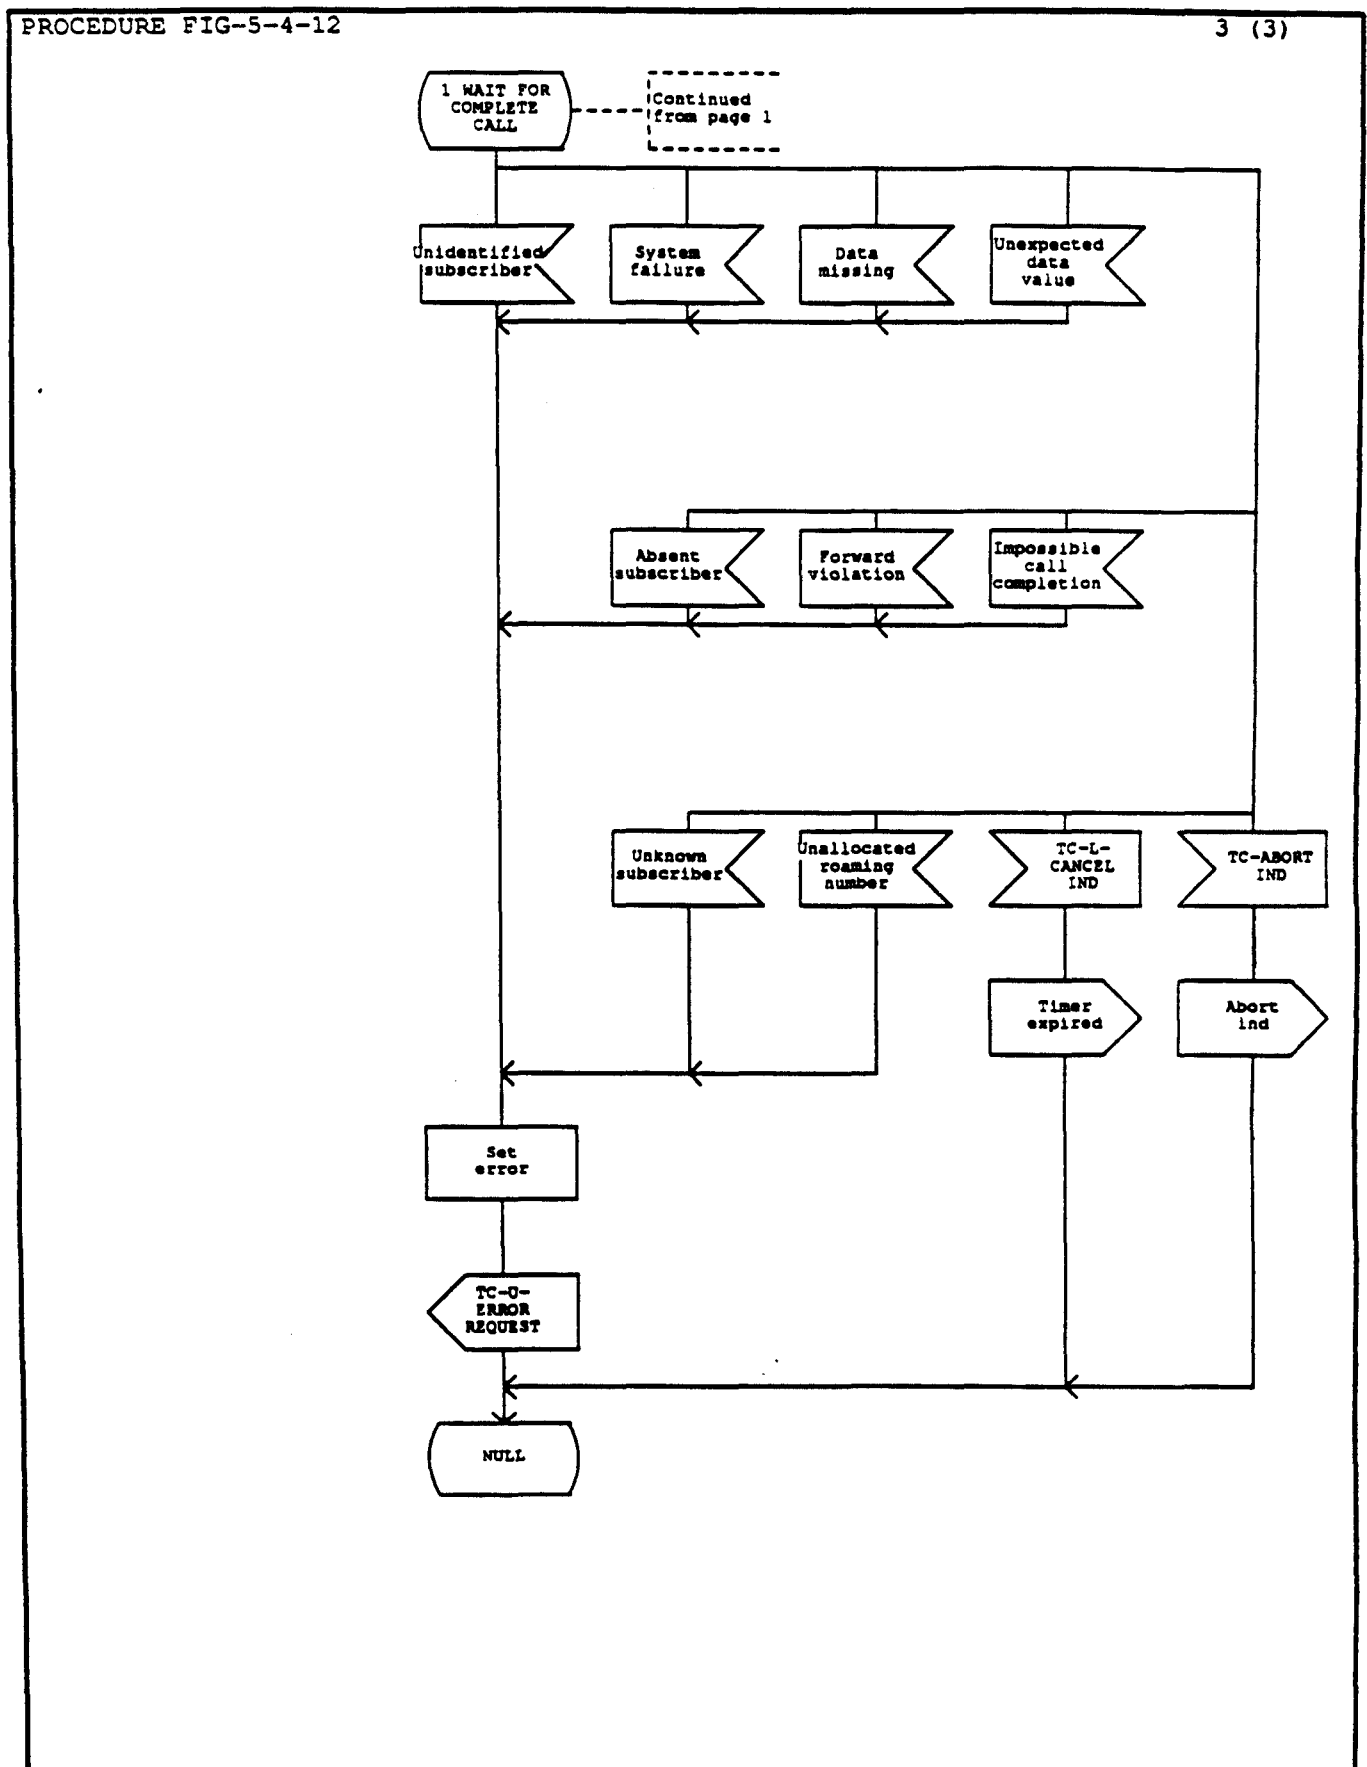 PROCEDURE FIG-5-4-12
3 (3)
1 WAIT FOR
COMPLETE
CALL
Continued
from page 1
Unidentified
subscriber
System
failure
Data
missing
Unexpected
data
value
Absent
subscriber
Forward
violation
Impossible
call
completion
Unknown
subscriber
Unallocated
roaming
number
TC-L-
CANCEL
IND
TC-ABORT
IND
Timer
expired
Abort
ind
Set
error
TC-U-
ERROR
REQUEST
NULL